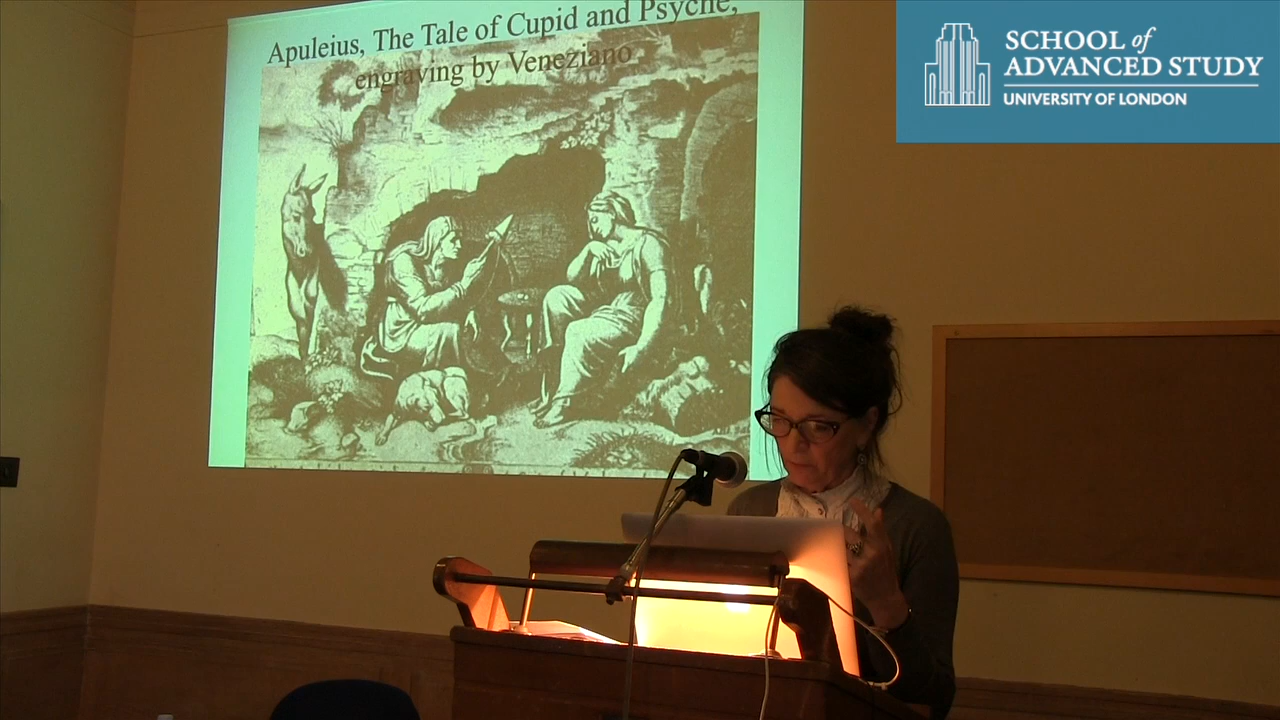 Apuleius, The Tale of Cupid and Psyche,
engraving by Veneziano
SCHOOL of
ADVANCED STUDY
UNIVERSITY OF LONDON